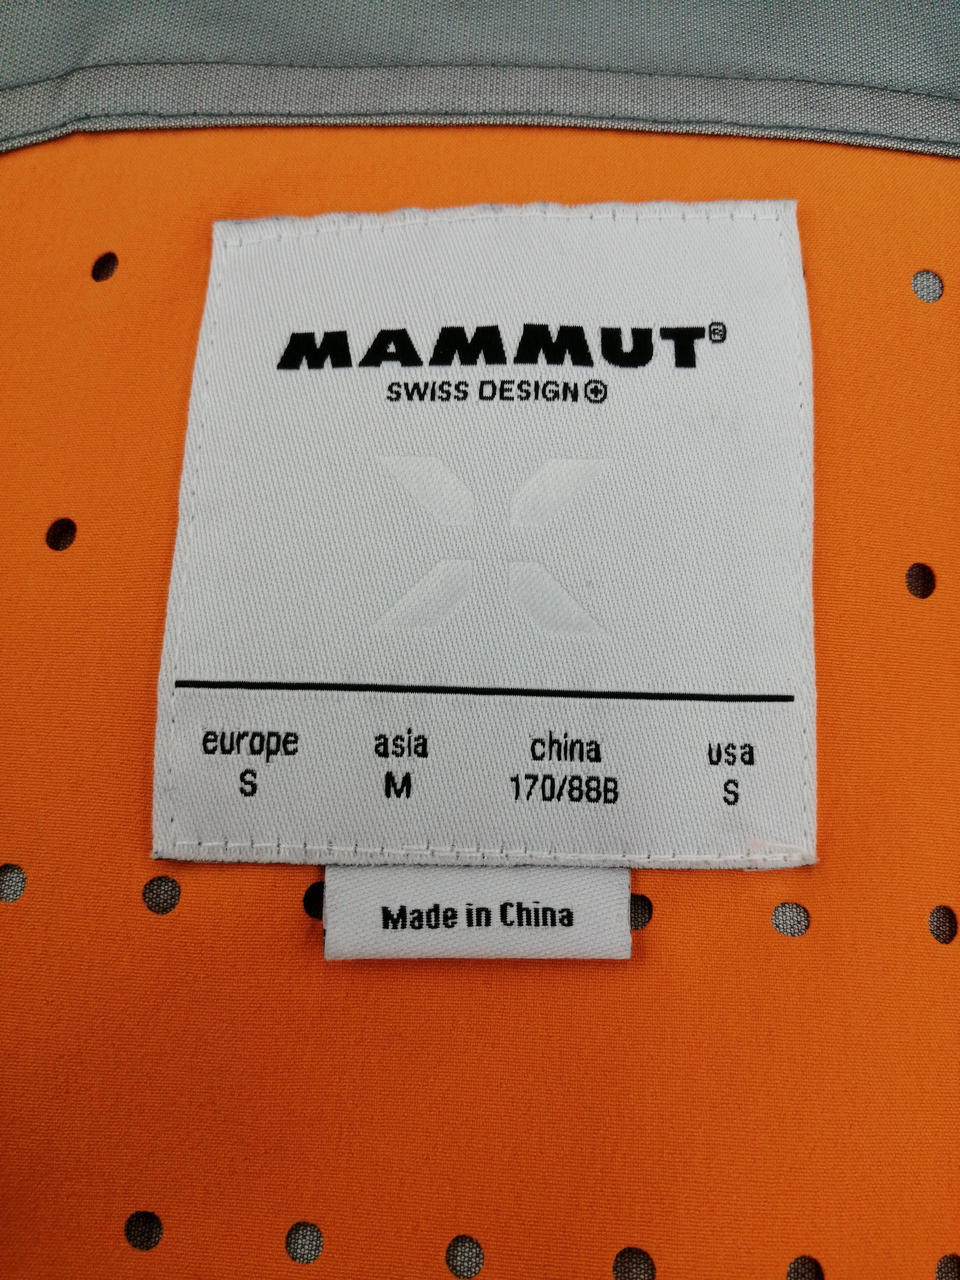 MAMMUT®
SWISS DESIGN
europe asia china usa
S M 170/88B S
Made in China